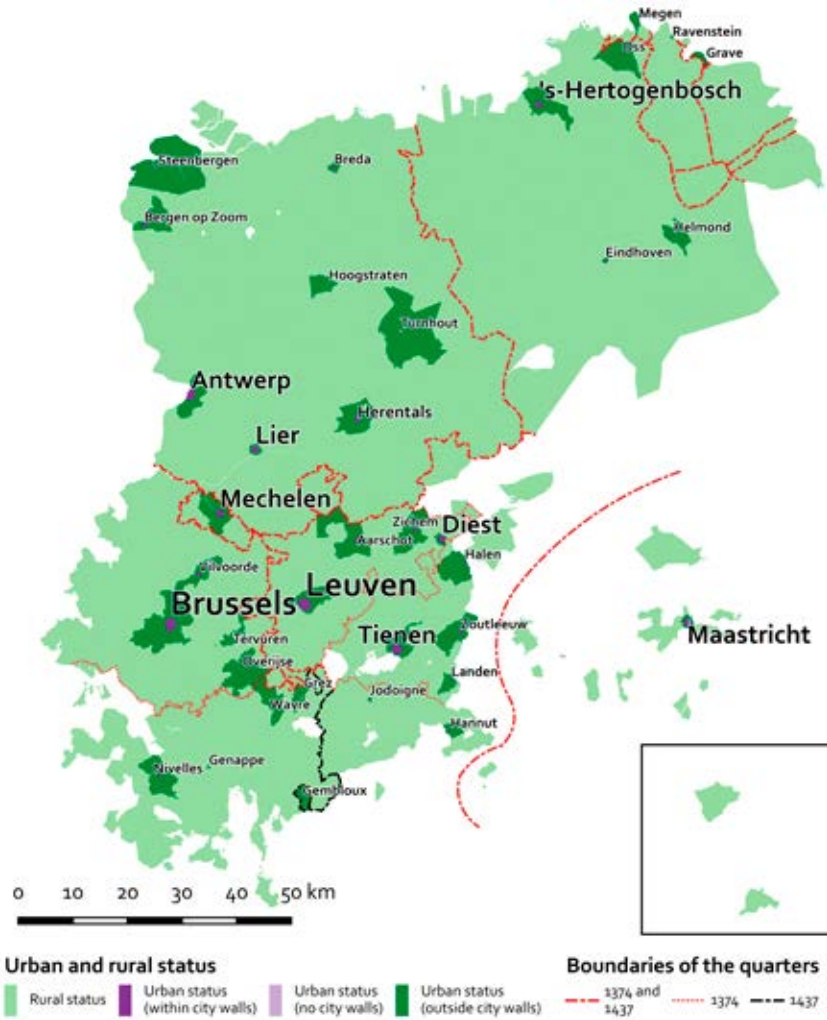 Megen
Ravenstein
Oss
Grave
's-Hertogenbosch
Steenbergen
Breda
Bergen op Zoom
Helmond
Eindhoven
Hoogstraten
Turnhout
Antwerp
Herentals
Lier
Mechelen
Zichem
Diest
Aarschot
Halen
Vilvoorde
Leuven
Brussels
Zoutleeuw
Tienen
Maastricht
Tervuren
Overijse
Landen
Grez
Jodoigne
Wavre
Hannut
Genappe
Nivelles
Gembloux
0 10 20 30 40 50 km
Urban and rural status
Rural status
Urban status
(within city walls)
Urban status
(no city walls)
Urban status
(outside city walls)
Boundaries of the quarters
1374 and
1437
1374
1437